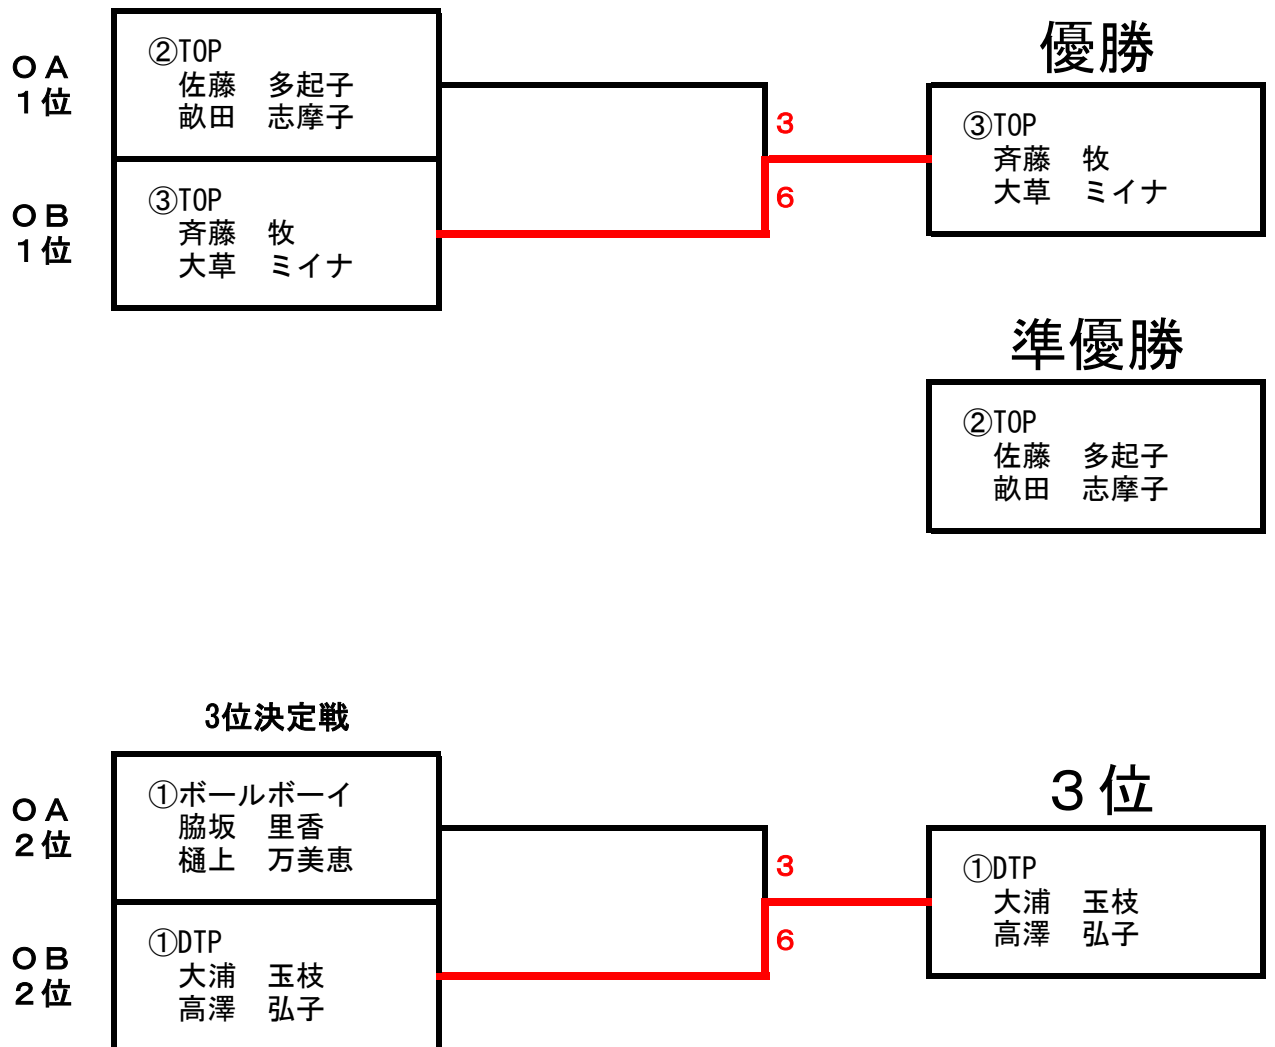 ＯＡ
１位
②TOP
佐藤　多起子
畝田　志摩子
ＯＢ
１位
③TOP
斉藤　牧
大草　ミイナ
3
6
優勝
③TOP
斉藤　牧
大草　ミイナ
準優勝
②TOP
佐藤　多起子
畝田　志摩子
3位決定戦
ＯＡ
２位
①ボールボーイ
脇坂　里香
樋上　万美恵
ＯＢ
２位
①DTP
大浦　玉枝
高澤　弘子
3
6
３位
①DTP
大浦　玉枝
高澤　弘子